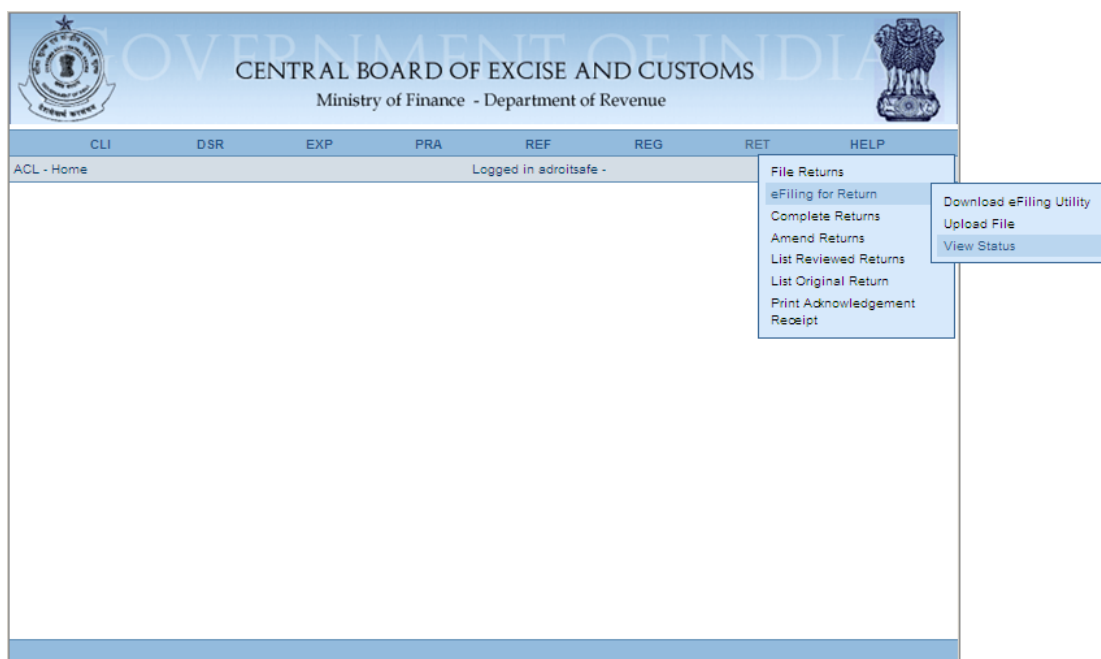 GOVERNMENT OF INDIA
CENTRAL BOARD OF EXCISE AND CUSTOMS
Ministry of Finance - Department of Revenue
CLI DSR EXP PRA REF REG RET HELP
ACL - Home Logged in adroitsafe -
File Returns
eFiling for Return
Complete Returns
Amend Returns
List Reviewed Returns
List Original Return
Print Acknowledgement
Receipt
Download eFiling Utility
Upload File
View Status